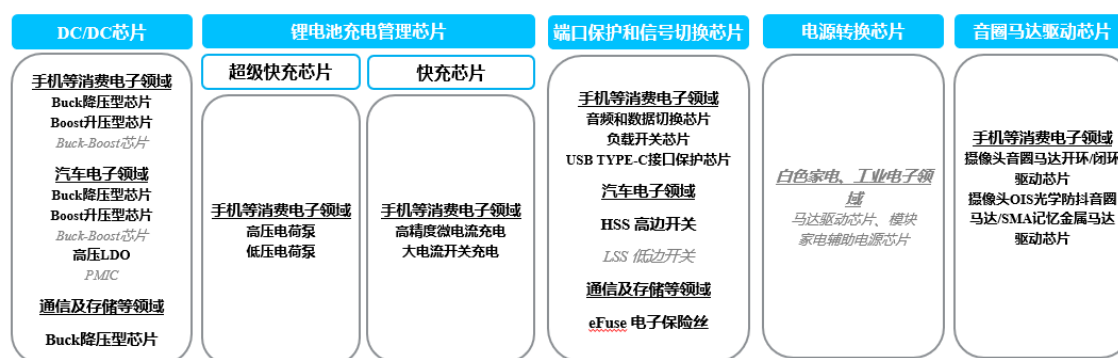 DC/DC芯片
手机等消费电子领域
Buck降压型芯片
Boost升压型芯片
Buck-Boost芯片
汽车电子领域
Buck降压型芯片
Boost升压型芯片
Buck-Boost芯片
高压LDO
PMIC
通信及存储等领域
Buck降压型芯片
锂电池充电管理芯片
超级快充芯片
手机等消费电子领域
高压电荷泵
低压电荷泵
快充芯片
手机等消费电子领域
高精度微电流充电
大电流开关充电
端口保护和信号切换芯片
手机等消费电子领域
音频和数据切换芯片
负载开关芯片
USB TYPE-C接口保护芯片
汽车电子领域
HSS 高边开关
LSS 低边开关
通信及存储等领域
eFuse 电子保险丝
电源转换芯片
白色家电、工业电子领
域
马达驱动芯片、模块
家电辅助电源芯片
音圈马达驱动芯片
手机等消费电子领域
摄像头音圈马达开环/闭环
驱动芯片
摄像头OIS光学防抖音圈
马达/SMA记忆金属马达
驱动芯片